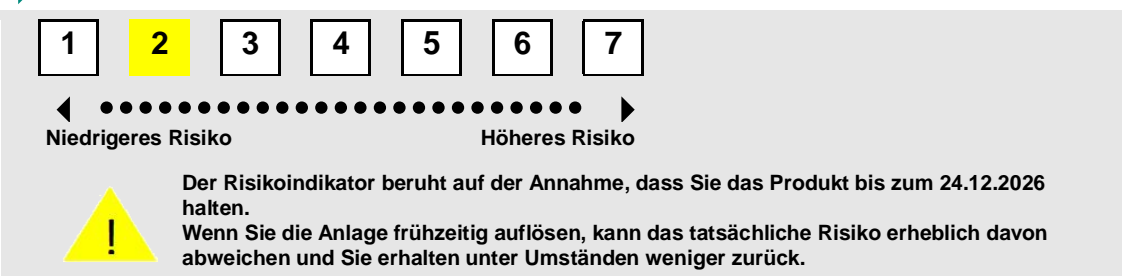 1 2 3 4 5 6 7
Niedrigeres Risiko Höheres Risiko
Der Risikoindikator beruht auf der Annahme, dass Sie das Produkt bis zum 24.12.2026
halten.
Wenn Sie die Anlage frühzeitig auflösen, kann das tatsächliche Risiko erheblich davon
abweichen und Sie erhalten unter Umständen weniger zurück.
!